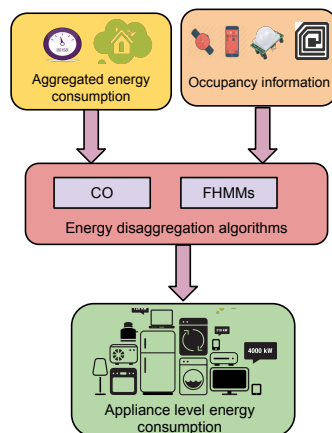 Aggregated energy
consumption
Occupancy information
CO
FHMMs
Energy disaggregation algorithms
4000 kW
Appliance level energy
consumption